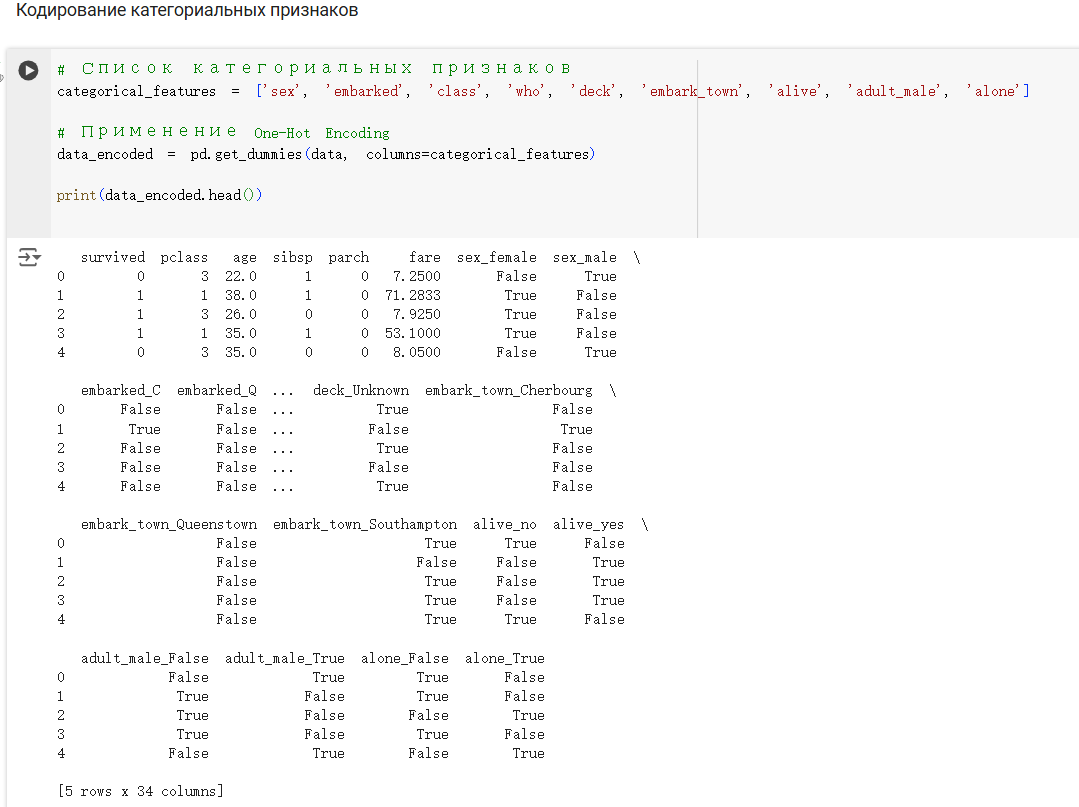 Кодирование категориальных признаков
# Список категориальных признаков
categorical_features = ['sex', 'embarked', 'class', 'who', 'deck', 'embark_town', 'alive', 'adult_male', 'alone']
# Применение One-Hot Encoding
data_encoded = pd.get_dummies(data, columns=categorical_features)
print(data_encoded.head())
survived pclass age sibsp parch fare sex_female sex_male \
0 0 3 22.0 1 0 7.2500 False True
1 1 1 38.0 1 0 71.2833 True False
2 1 3 26.0 0 0 7.9250 True False
3 1 1 35.0 1 0 53.1000 True False
4 0 3 35.0 0 0 8.0500 False True
embarked_C embarked_Q ... deck_Unknown embark_town_Cherbourg \
0 False False ... True False
1 True False ... False True
2 False False ... True False
3 False False ... False False
4 False False ... True False
embark_town_Queenstown embark_town_Southampton alive_no alive_yes \
0 False True True False
1 False False False True
2 False True False True
3 False True False True
4 False True True False
adult_male_False adult_male_True alone_False alone_True
0 False True True False
1 True False True False
2 True False False True
3 True False True False
4 False True False True
[5 rows x 34 columns]